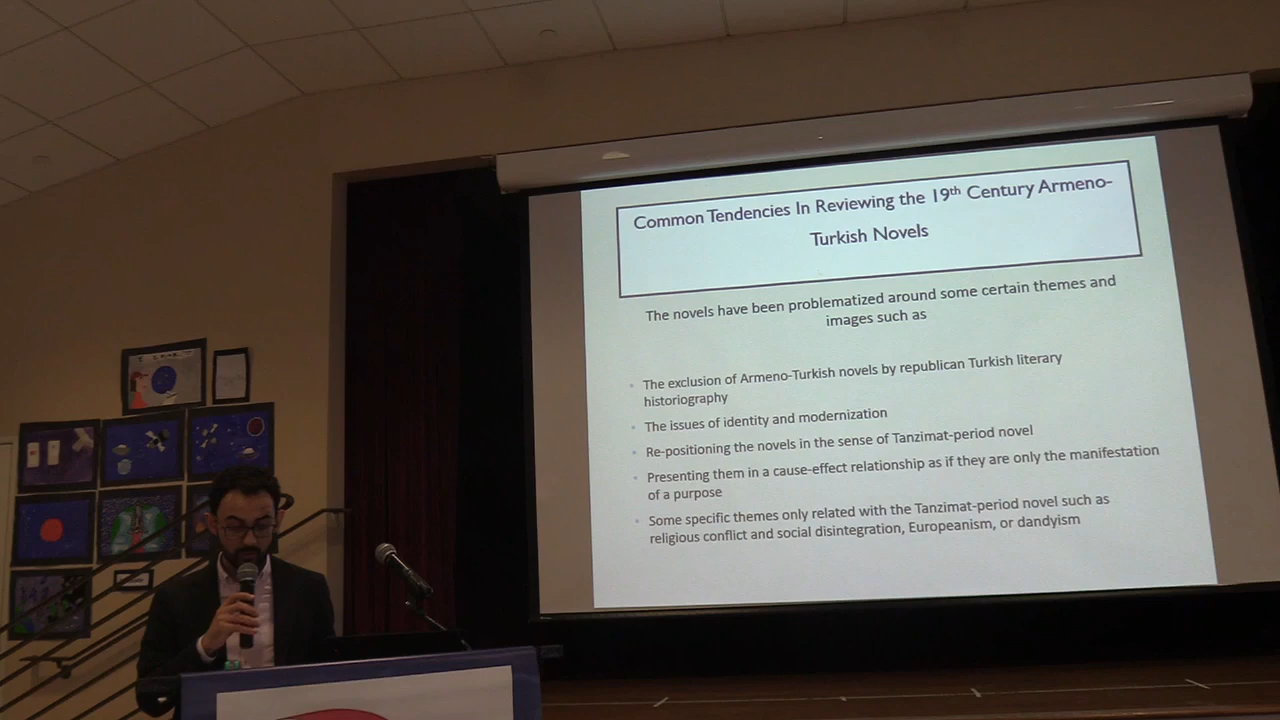 Common Tendencies In Reviewing the 19th Century Armeno-
Turkish Novels
The novels have been problematized around some certain themes and
images such as
The exclusion of Armeno-Turkish novels by republican Turkish literary
historiography
The issues of identity and modernization
Re-positioning the novels in the sense of Tanzimat-period novel
Presenting them in a cause-effect relationship as if they are only the manifestation
of a purpose
Some specific themes only related with the Tanzimat-period novel such as
religious conflict and social disintegration, Europeanism, or dandyism